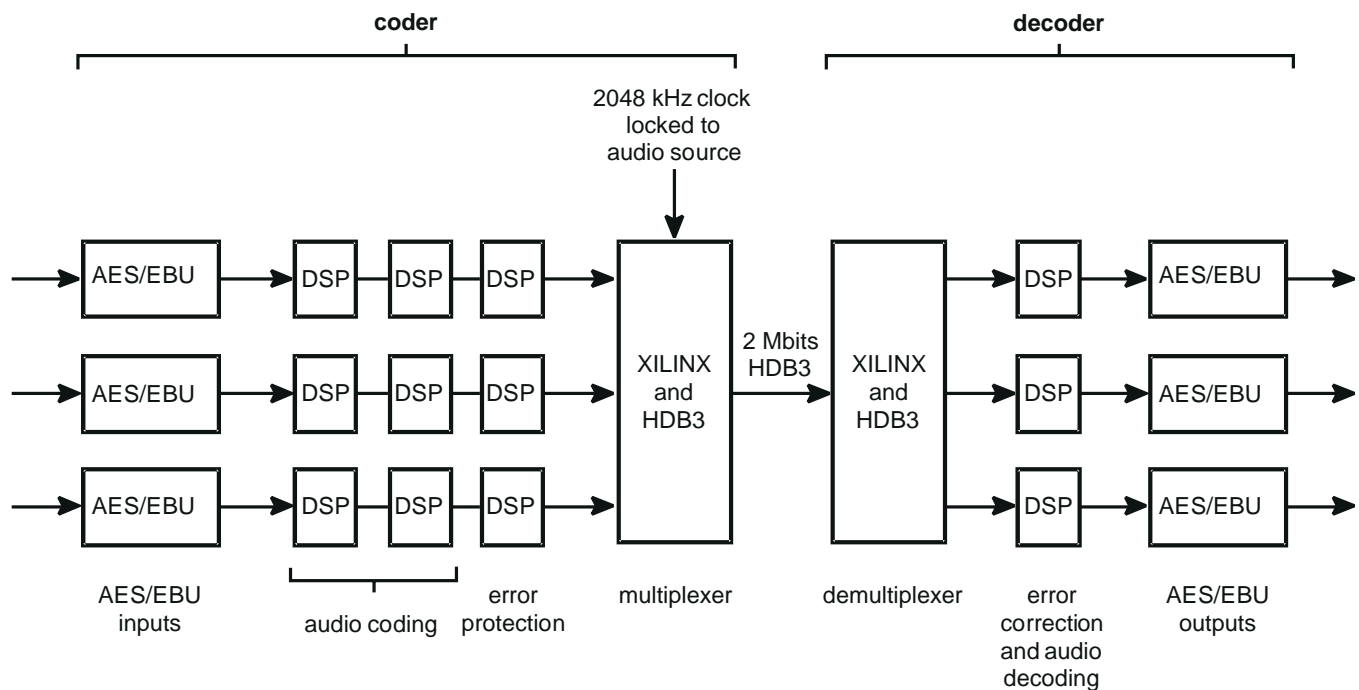 coder
decoder
2048 kHz clock
locked to
audio source
AES/EBU
DSP
DSP
DSP
DSP
AES/EBU
2 Mbits
HDB3
AES/EBU
DSP
DSP
DSP
XILINX
and
HDB3
XILINX
and
HDB3
DSP
AES/EBU
AES/EBU
DSP
DSP
DSP
DSP
AES/EBU
AES/EBU
inputs
audio coding
error
protection
multiplexer
demultiplexer
error
correction
and audio
decoding
AES/EBU
outputs